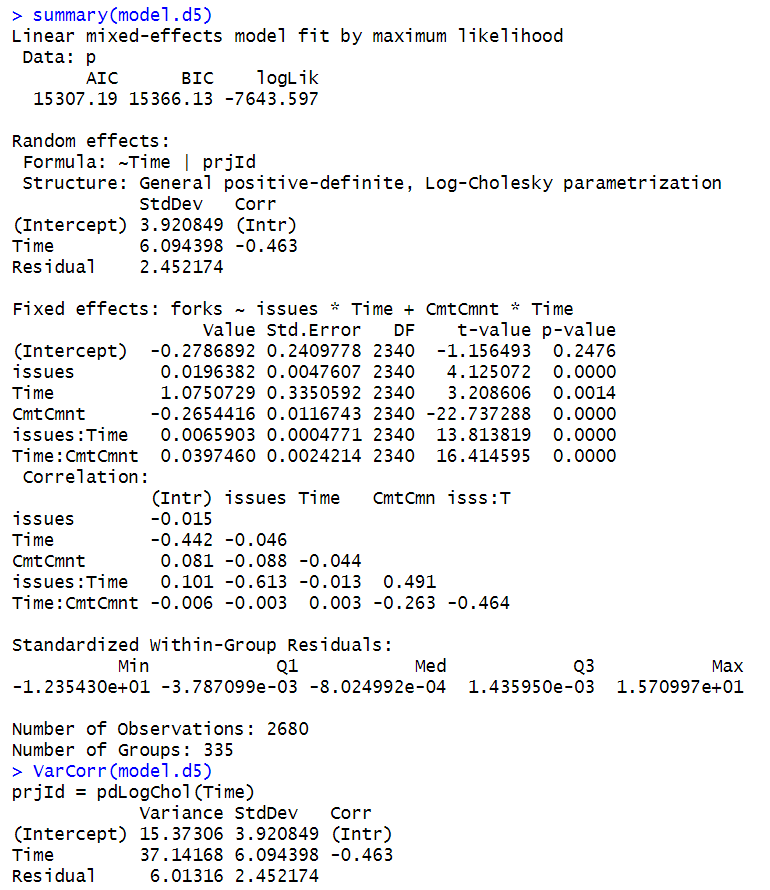 > summary(model.d5)
Linear mixed-effects model fit by maximum likelihood
 Data: p
       AIC      BIC    logLik
  15307.19 15366.13 -7643.597

Random effects:
 Formula: ~Time | prjId
 Structure: General positive-definite, Log-Cholesky parametrization
            StdDev   Corr
(Intercept) 3.920849 (Intr)
Time        6.094398 -0.463
Residual    2.452174

Fixed effects: forks ~ issues * Time + CmtCmnt * Time
                  Value Std.Error   DF    t-value p-value
(Intercept)  -0.2786892 0.2409778 2340  -1.156493  0.2476
issues        0.0196382 0.0047607 2340   4.125072  0.0000
Time          1.0750729 0.3350592 2340   3.208606  0.0014
CmtCmnt      -0.2654416 0.0116743 2340 -22.737288  0.0000
issues:Time   0.0065903 0.0004771 2340  13.813819  0.0000
Time:CmtCmnt  0.0397460 0.0024214 2340  16.414595  0.0000
 Correlation:
             (Intr) issues Time   CmtCmn isss:T
issues       -0.015
Time         -0.442 -0.046
CmtCmnt       0.081 -0.088 -0.044
issues:Time   0.101 -0.613 -0.013  0.491
Time:CmtCmnt -0.006 -0.003  0.003 -0.263 -0.464

Standardized Within-Group Residuals:
          Min            Q1           Med            Q3           Max
-1.235430e+01 -3.787099e-03 -8.024992e-04  1.435950e-03  1.570997e+01

Number of Observations: 2680
Number of Groups: 335
> VarCorr(model.d5)
prjId = pdLogChol(Time)
            Variance StdDev   Corr
(Intercept) 15.37306 3.920849 (Intr)
Time        37.14168 6.094398 -0.463
Residual     6.01316 2.452174